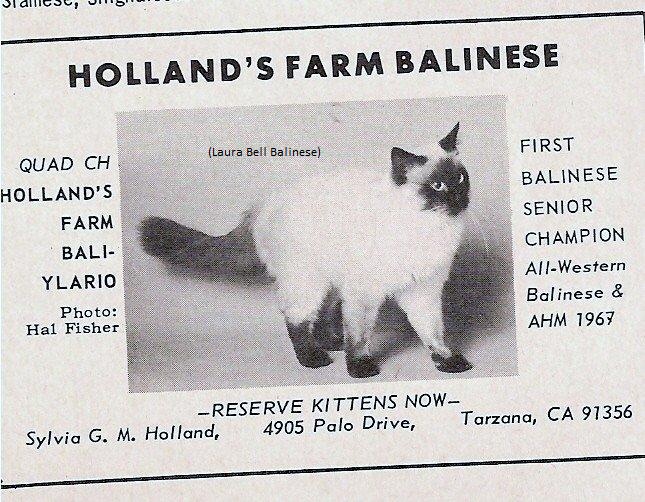 HOLLAND'S FARM BALINESE
(Laura Bell Balinese)
QUAD CH
HOLLAND'S
FARM
BALI-
YLARIO
Photo:
Hal Fisher
FIRST
BALINESE
SENIOR
CHAMPION
All-Western
Balinese &
AHM 1967
—RESERVE KITTENS NOW—
Sylvia G. M. Holland, 4905 Palo Drive, Tarzana, CA 91356